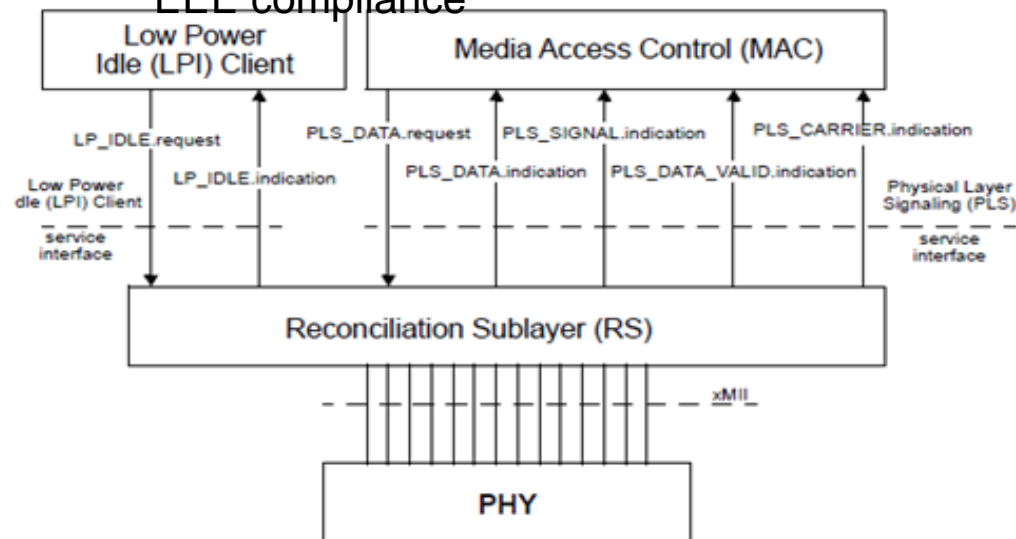 EEE compliance
Low Power
Idle (LPI) Client
Media Access Control (MAC)
LP_IDLE.request
PLS_DATA.request
PLS_SIGNAL.indication
PLS_CARRIER.indication
LP_IDLE.indication
PLS_DATA.indication
PLS_DATA_VALID.indication
Low Power
dle (LPI) Client
Physical Layer
Signaling (PLS)
service
interface
service
interface
Reconciliation Sublayer (RS)
xMII
PHY